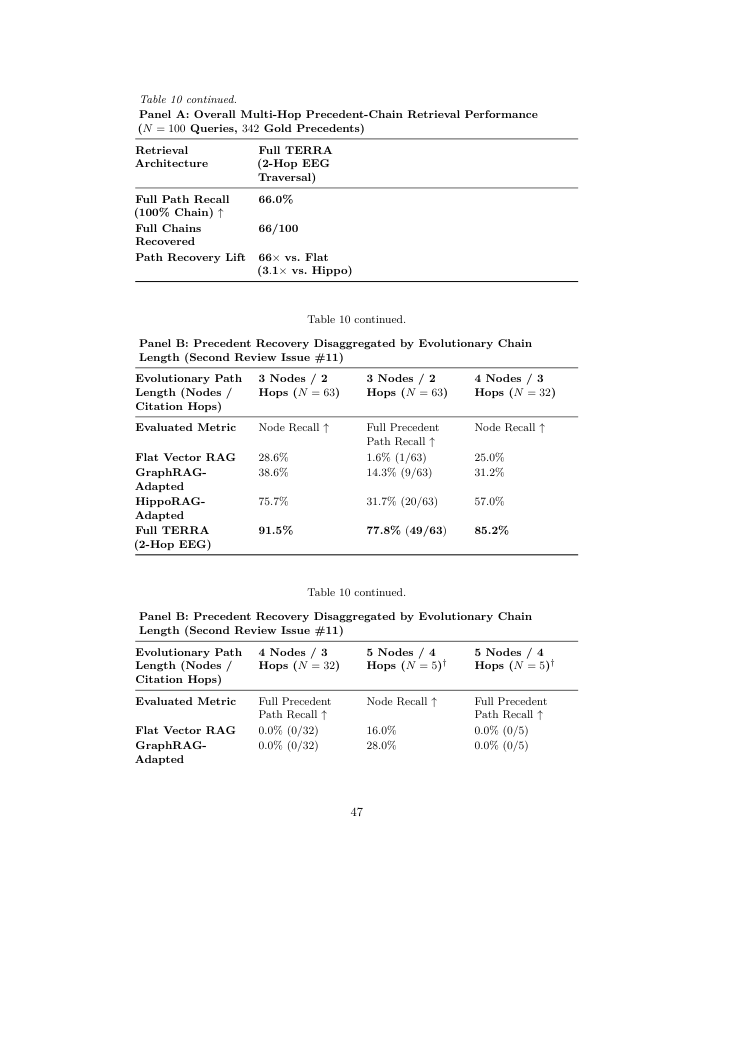 Table 10 continued.
Panel A: Overall Multi-Hop Precedent-Chain Retrieval Performance
(N = 100 Queries, 342 Gold Precedents)
Retrieval Full TERRA
Architecture (2-Hop EEG
Traversal)
Full Path Recall 66.0%
(100% Chain) ↑
Full Chains 66/100
Recovered
Path Recovery Lift 66× vs. Flat
(3.1× vs. Hippo)
Table 10 continued.
Panel B: Precedent Recovery Disaggregated by Evolutionary Chain
Length (Second Review Issue #11)
Evolutionary Path 3 Nodes / 2 3 Nodes / 2 4 Nodes / 3
Length (Nodes / Hops (N = 63) Hops (N = 63) Hops (N = 32)
Citation Hops)
Evaluated Metric Node Recall ↑ Full Precedent Node Recall ↑
Path Recall ↑
Flat Vector RAG 28.6% 1.6% (1/63) 25.0%
GraphRAG- 38.6% 14.3% (9/63) 31.2%
Adapted
HippoRAG- 75.7% 31.7% (20/63) 57.0%
Adapted
Full TERRA 91.5% 77.8% (49/63) 85.2%
(2-Hop EEG)
Table 10 continued.
Panel B: Precedent Recovery Disaggregated by Evolutionary Chain
Length (Second Review Issue #11)
Evolutionary Path 4 Nodes / 3 5 Nodes / 4 5 Nodes / 4
Length (Nodes / Hops (N = 32) Hops (N = 5)† Hops (N = 5)†
Citation Hops)
Evaluated Metric Full Precedent Node Recall ↑ Full Precedent
Path Recall ↑ Path Recall ↑
Flat Vector RAG 0.0% (0/32) 16.0% 0.0% (0/5)
GraphRAG- 0.0% (0/32) 28.0% 0.0% (0/5)
Adapted
47